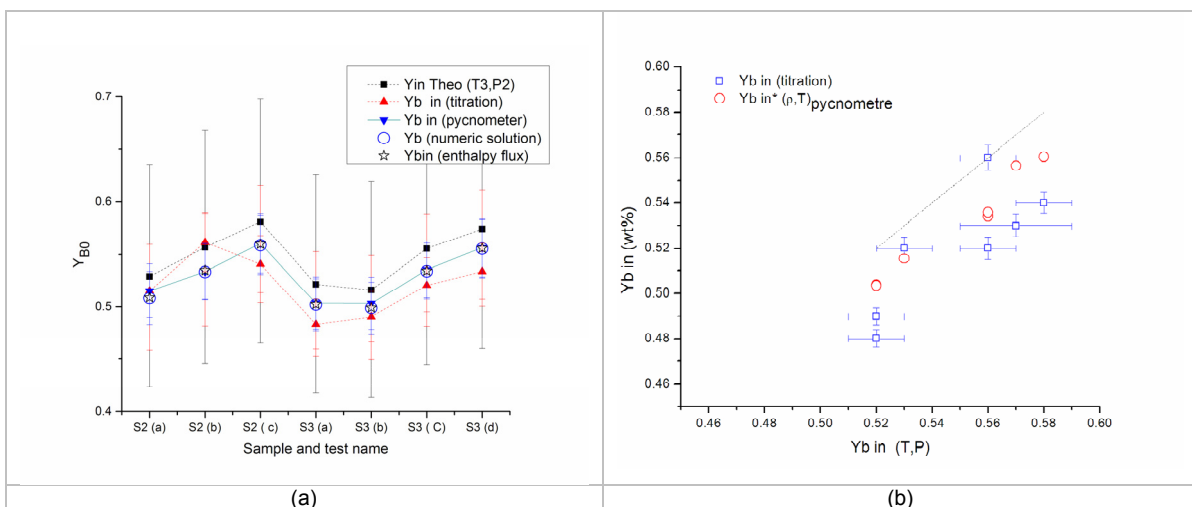 Yin Theo (T3,P2)
Yb in (titration)
Yb in (pycnometer)
Yb (numeric solution)
Ybin (enthalpy flux)
0.7
0.6
0.5
0.4
Y_B0
S2 (a)
S2 (b)
S2 ( c)
S3 (a)
S3 (b)
S3 ( C)
S3 (d)
Sample and test name
(a)
Yb in (titration)
Yb in* (ρ,T)pycnometre
0.60
0.58
0.56
0.54
0.52
0.50
0.48
0.46
Yb in (wt%)
0.46 0.48 0.50 0.52 0.54 0.56 0.58 0.60
Yb in (T,P)
(b)